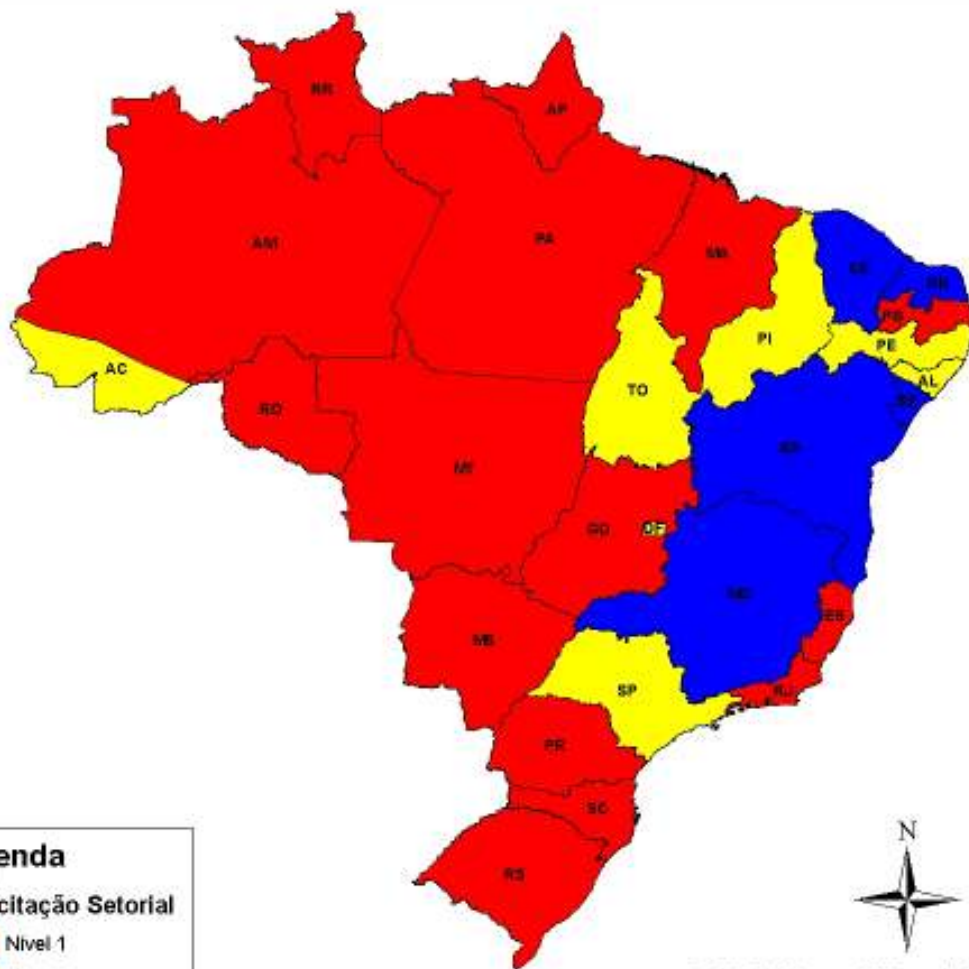 RR
AP
AM
PA
MA
CE
RN
PB
PI
PE
AC
TO
AL
SE
RO
BA
MT
GO
DF
MG
ES
MS
SP
RJ
PR
SC
RS
N
enda
citação Setorial
Nivel 1